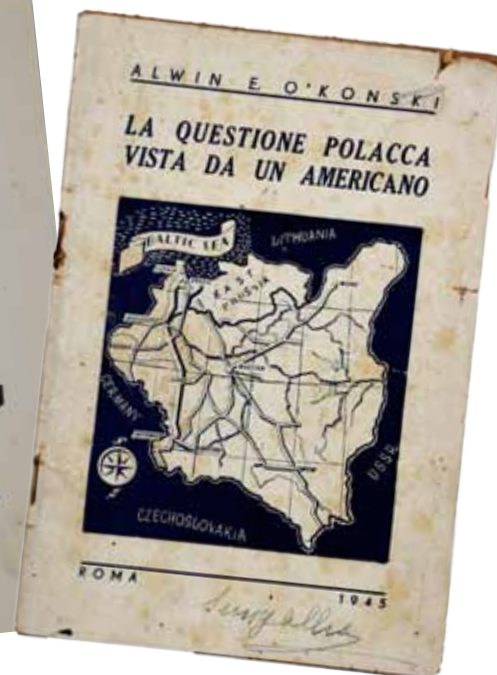 ALWIN E. O'KONSKI
LA QUESTIONE POLACCA
VISTA DA UN AMERICANO
BALTIC SEA
LITHUANIA
EAST
PRUSSIA
GERMANY
USSR
CZECHOSLOVAKIA
ROMA
1945